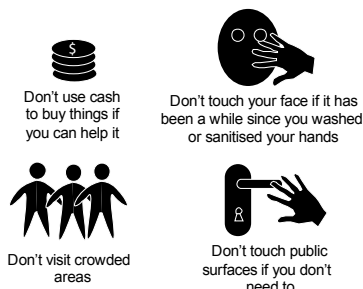 $
Don't use cash
to buy things if
you can help it
Don't touch your face if it has
been a while since you washed
or sanitised your hands
Don't visit crowded
areas
Don't touch public
surfaces if you don't
need to